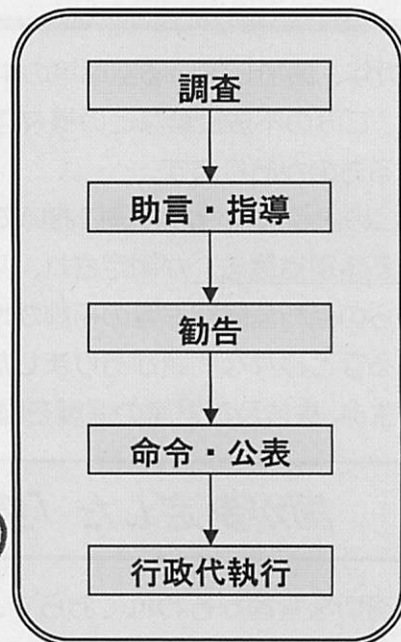 調査
助言・指導
勧告
命令・公表
行政代執行